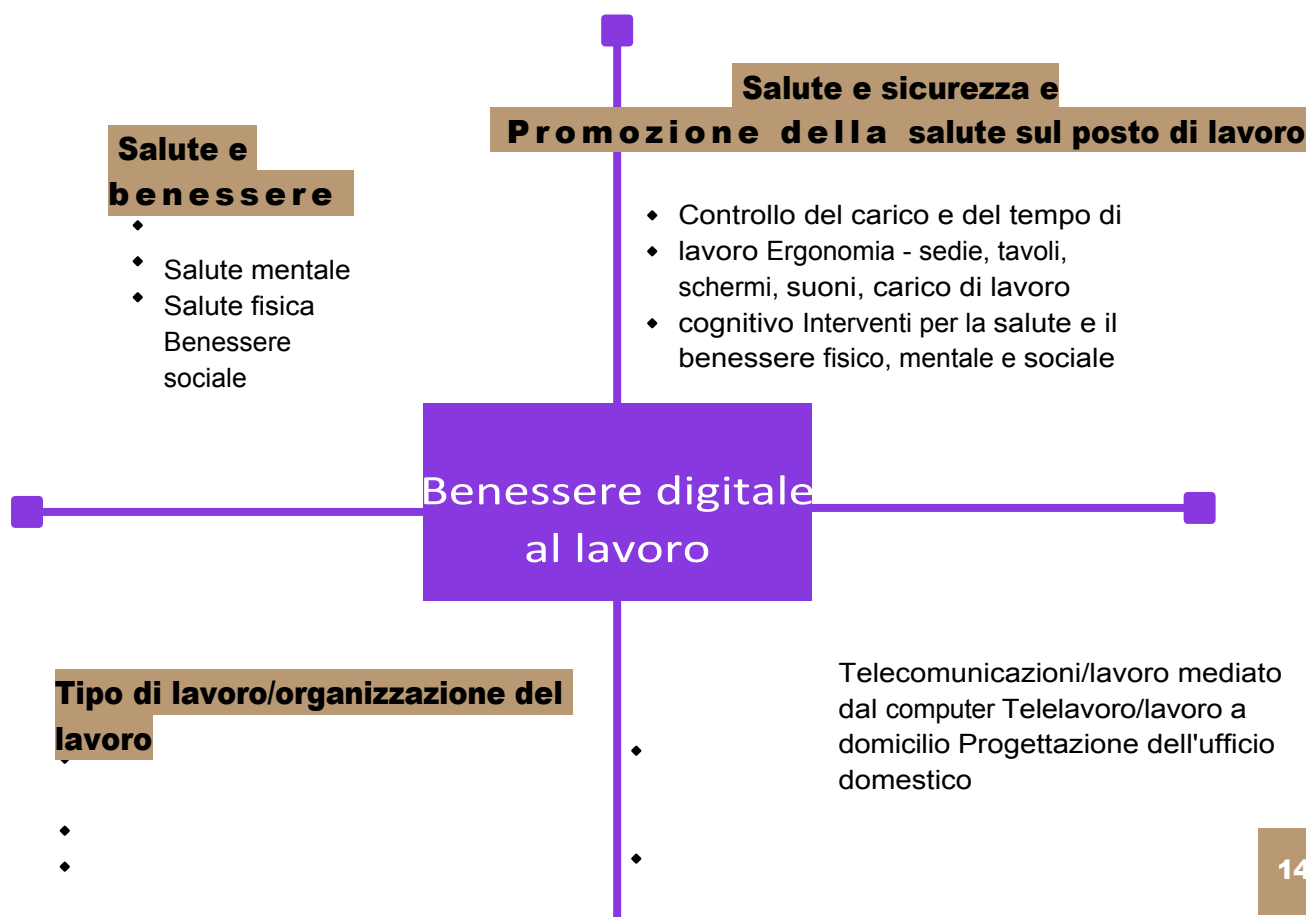 Salute e
benessere
Salute mentale
Salute fisica
Benessere
sociale
Salute e sicurezza e
Promozione della salute sul posto di lavoro
Controllo del carico e del tempo di
lavoro Ergonomia - sedie, tavoli,
schermi, suoni, carico di lavoro
cognitivo Interventi per la salute e il
benessere fisico, mentale e sociale
Benessere digitale
al lavoro
Tipo di lavoro/organizzazione del
lavoro
Telecomunicazioni/lavoro mediato
dal computer Telelavoro/lavoro a
domicilio Progettazione dell'ufficio
domestico
14